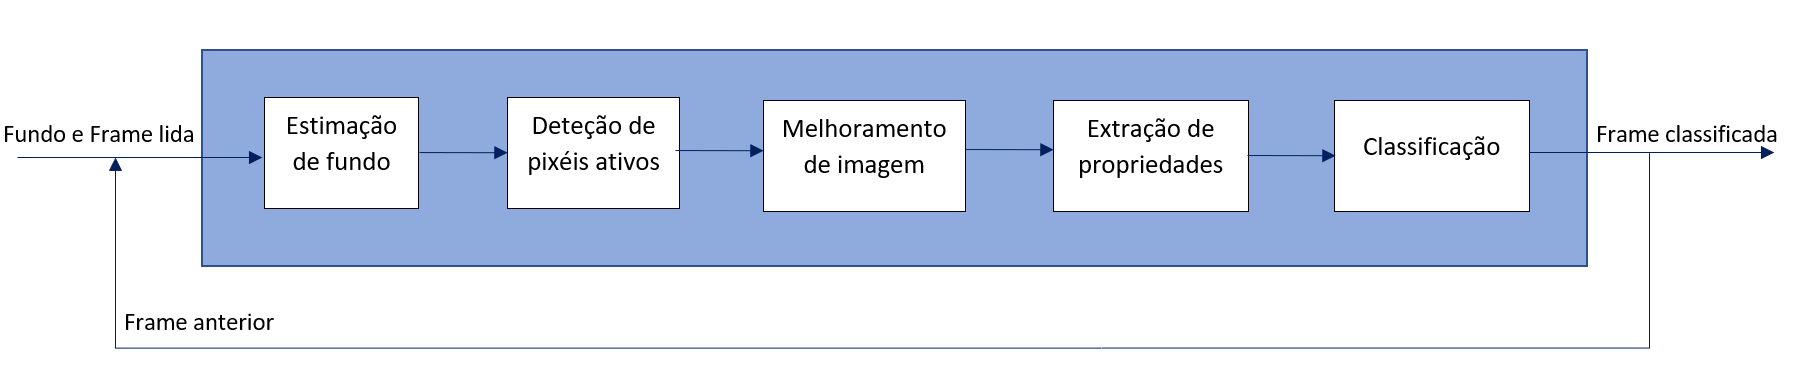 Fundo e Frame lida
Estimação
de fundo
Deteção de
pixéis ativos
Melhoramento
de imagem
Extração de
propriedades
Classificação
Frame classificada
Frame anterior